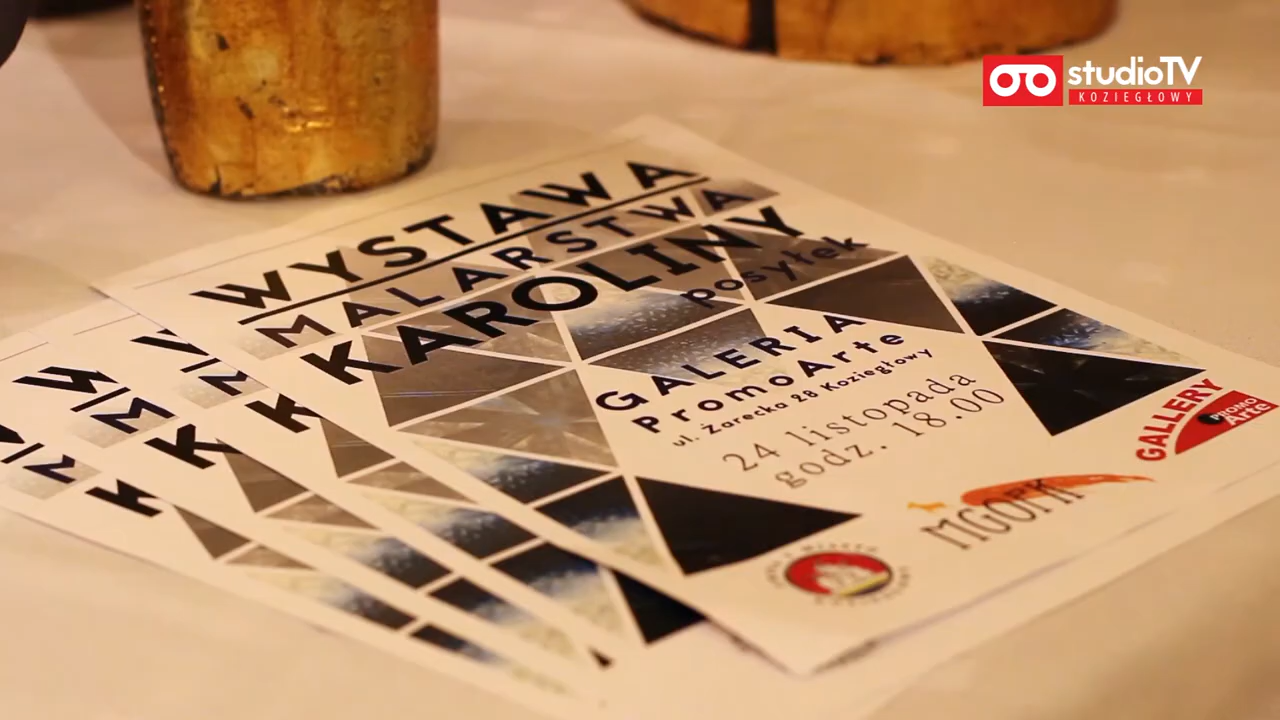 studioTV
KOZIEGŁOWY
WYSTAWA
MALARSTWA
KAROLINY
posyłek
GALERIA
PromoArte
ul. Żarecka 28 Koziegłowy
24 listopada
godz. 18.00
GALLERY
PROMO
Arte
MGOPK
W
M
K
W
M
K